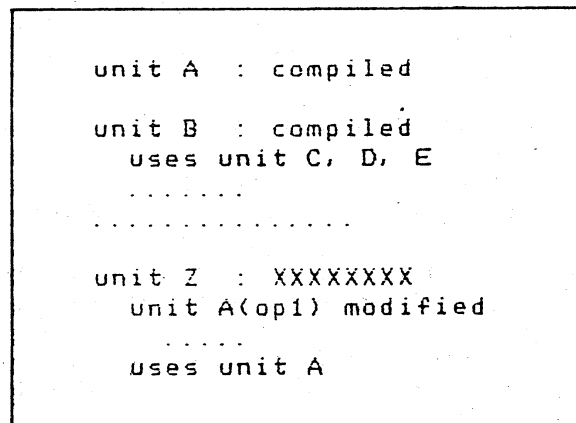 unit A : compiled
unit B : compiled
uses unit C, D, E
.......
...............
unit Z : XXXXXXXX
unit A(op1) modified
.....
uses unit A